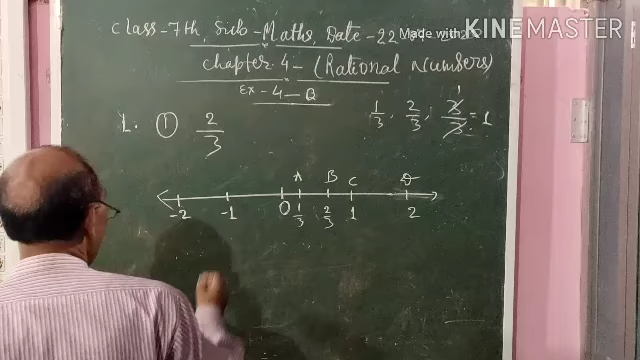 Made with KINEMASTER
Class-7th, Sub-Maths, Date-22
Chapter.4-(Rational Numbers)
Ex-4-B
1. ① 2/3
1/3, 2/3, 3/3 = 1
A B C D
-2 -1 0 1/3 2/3 1 2